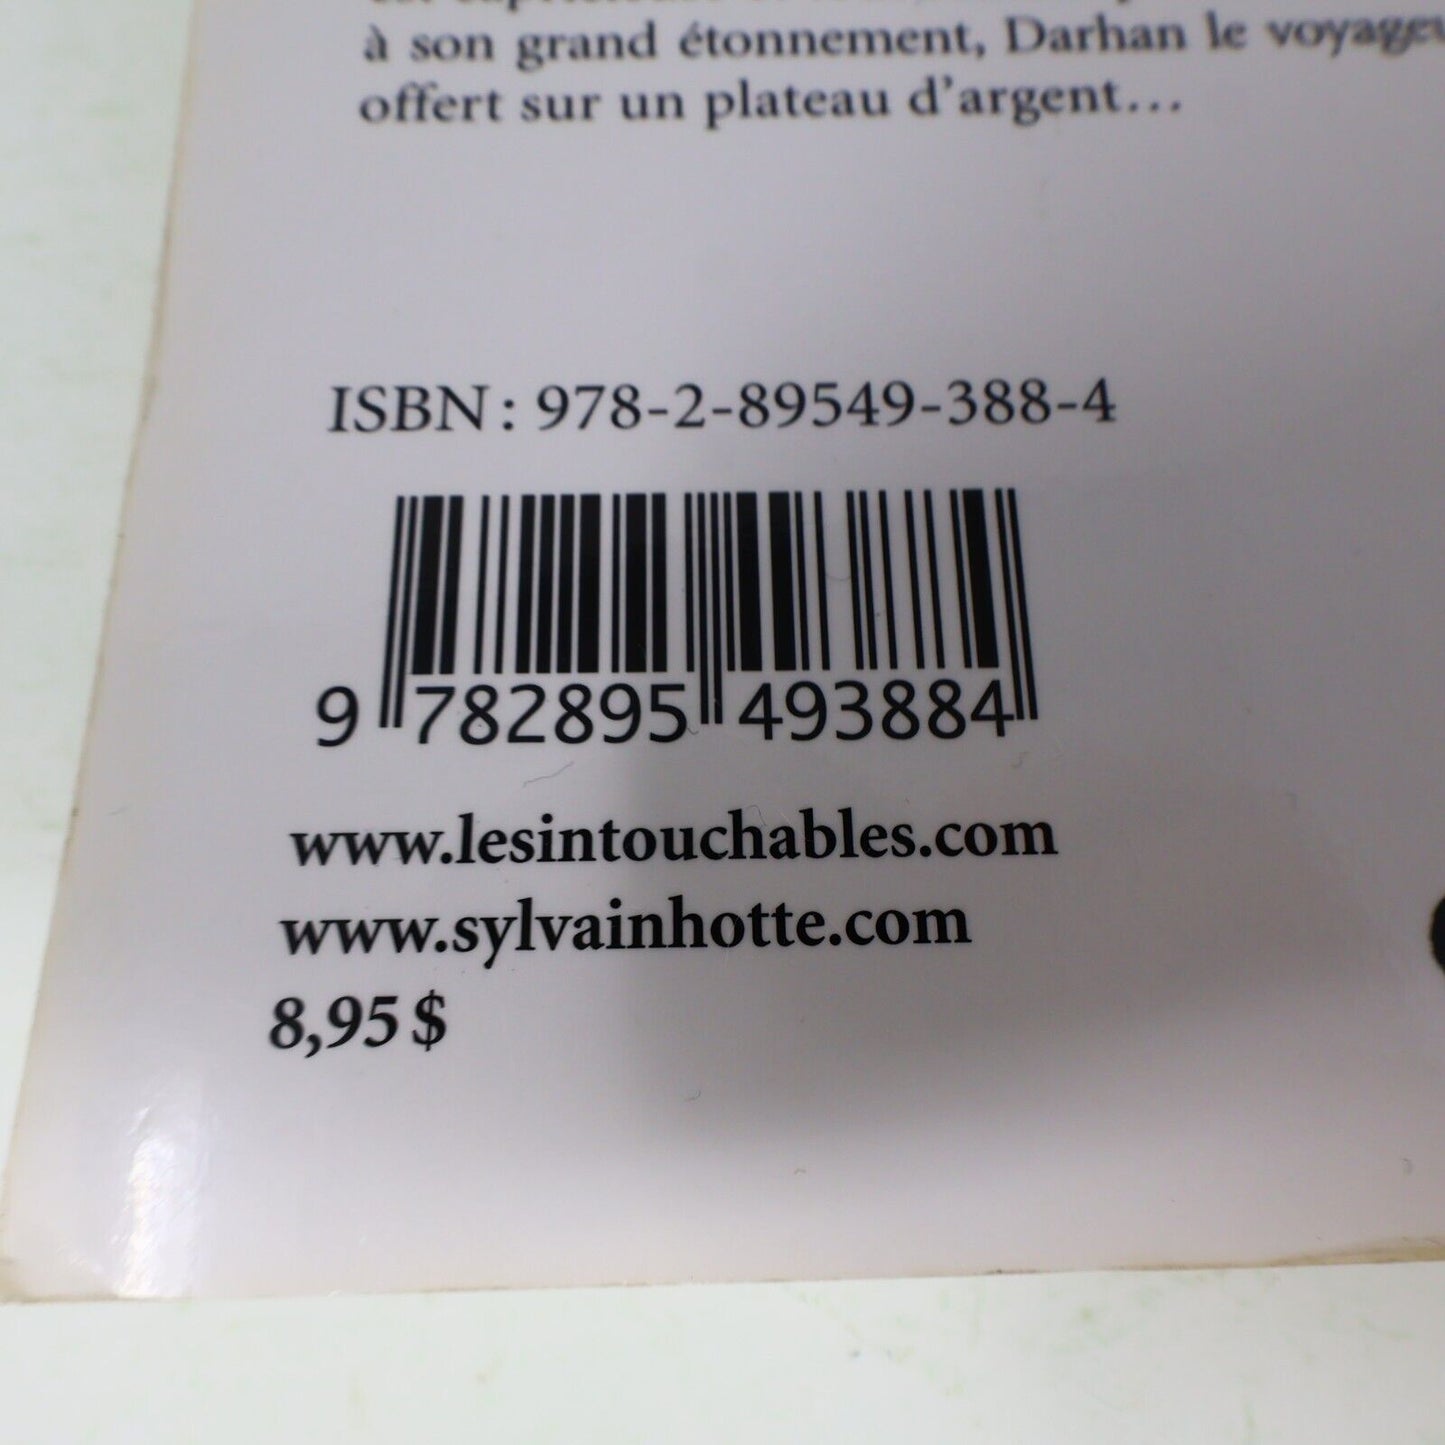 à son grand étonnement, Darhan le
offert sur un plateau d'argent…
ISBN : 978-2-89549-388-4
9 782895 493884
www.lesintouchables.com
www.sylvainhotte.com
8,95 $